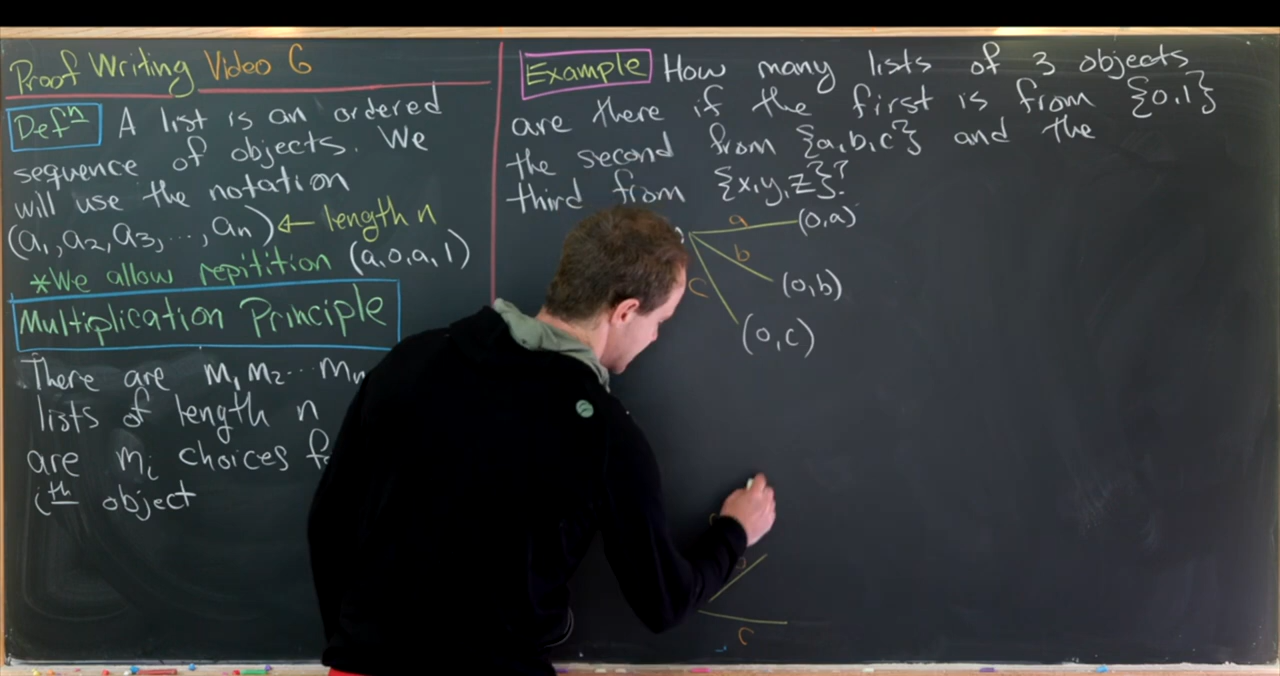 Proof Writing Video 6
Defⁿ A list is an ordered
sequence of objects. We
will use the notation
(a₁, a₂, a₃, ..., aₙ) ← length n
*We allow repitition (a,0,a,1)
Multiplication Principle
There are m₁m₂...mₙ
lists of length n
are mᵢ choices
iᵗʰ object
Example How many lists of 3 objects
are there if the first is from {0,1}
the second from {a,b,c} and the
third from {x,y,z}?
a (0,a)
b
c (0,b)
(0,c)
c